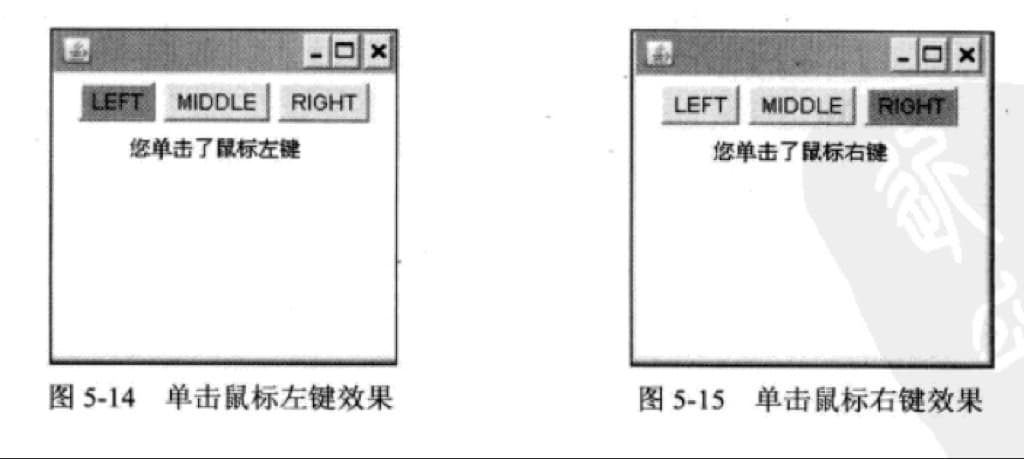 LEFT MIDDLE RIGHT
您单击了鼠标左键
图 5-14 单击鼠标左键效果
LEFT MIDDLE RIGHT
您单击了鼠标右键
图 5-15 单击鼠标右键效果